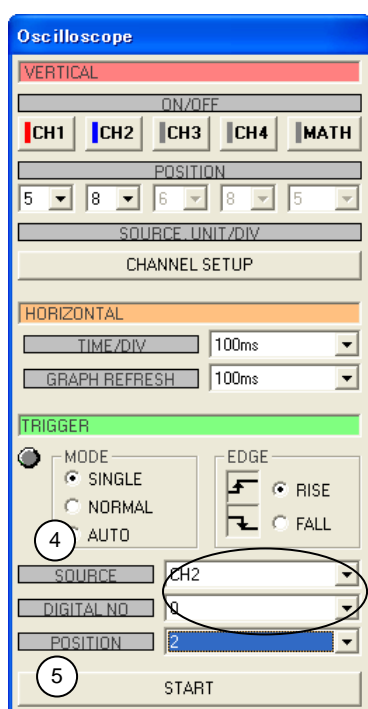 Oscilloscope
VERTICAL
ON/OFF
CH1 CH2 CH3 CH4 MATH
POSITION
5 8 6 8 5
SOURCE, UNIT/DIV
CHANNEL SETUP
HORIZONTAL
TIME/DIV 100ms
GRAPH REFRESH 100ms
TRIGGER
MODE EDGE
SINGLE
RISE
NORMAL
FALL
4 AUTO
SOURCE CH2
DIGITAL NO 0
POSITION 2
5
START